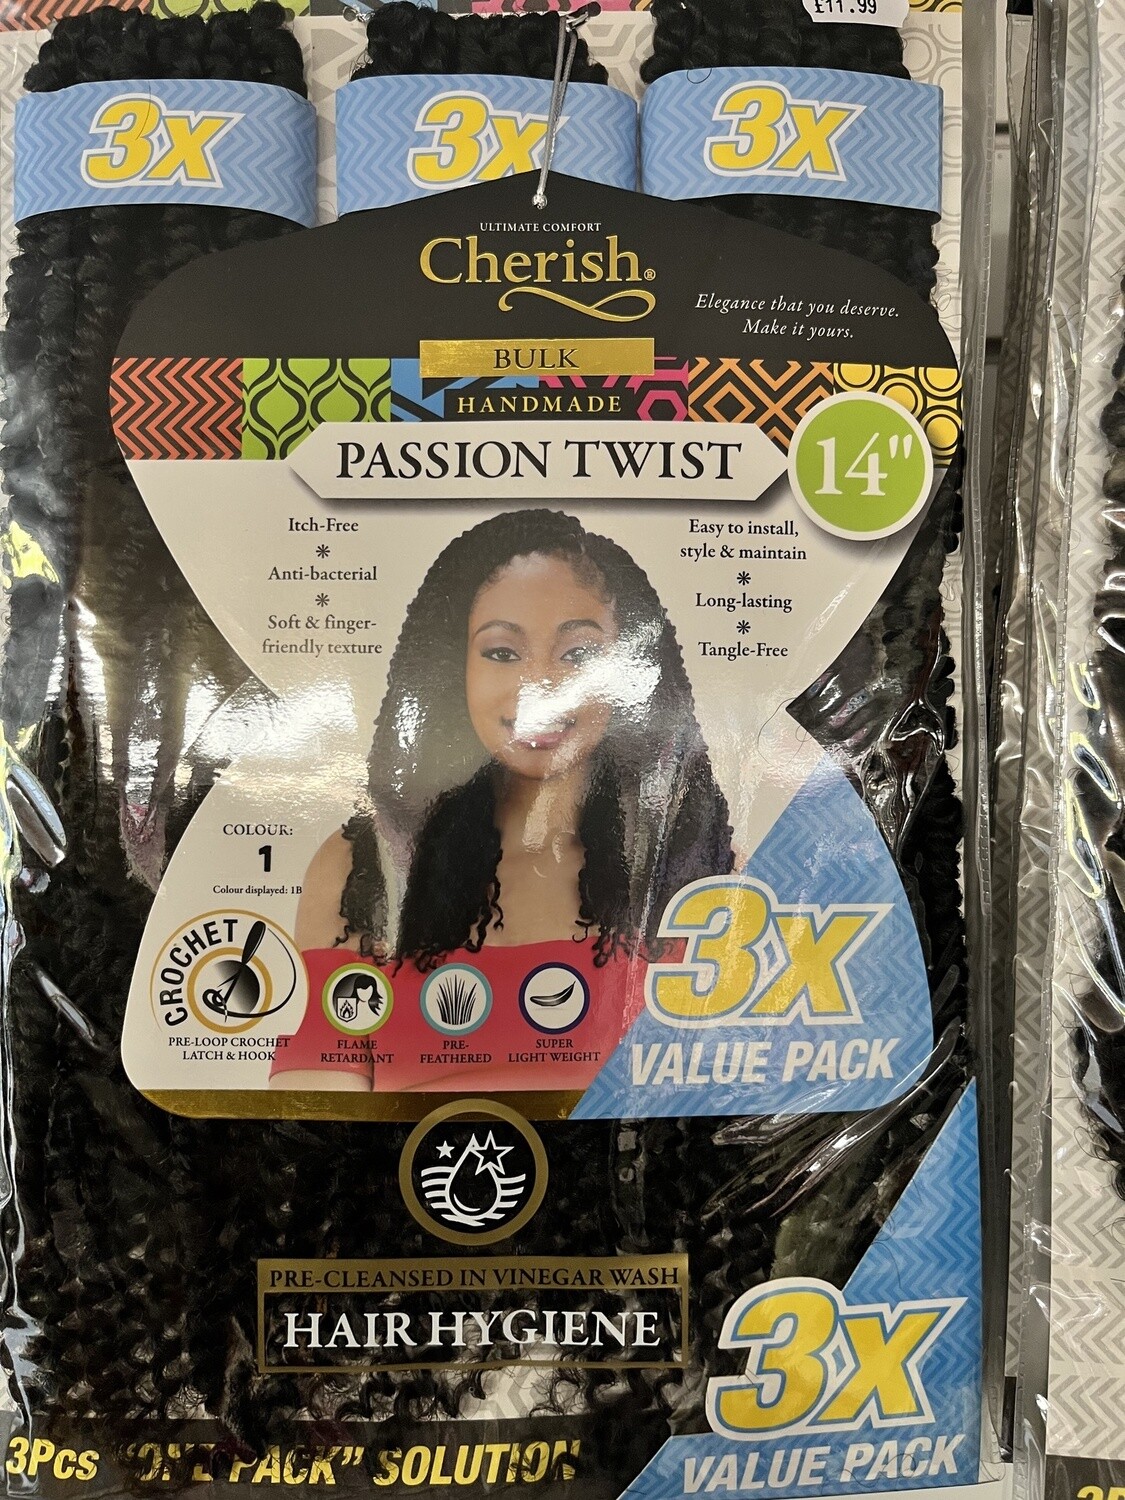 £11.99
3x
3x
3x
ULTIMATE COMFORT
Cherish®
Elegance that you deserve.
Make it yours.
BULK
HANDMADE
PASSION TWIST
14"
Itch-Free
Anti-bacterial
Soft & finger-
friendly texture
Easy to install,
style & maintain
Long-lasting
Tangle-Free
COLOUR:
1
Colour displayed: 1B
CROCHET
PRE-LOOP CROCHET
LATCH & HOOK
FLAME
RETARDANT
PRE-
FEATHERED
SUPER
LIGHT WEIGHT
3x
VALUE PACK
PRE-CLEANSED IN VINEGAR WASH
HAIR HYGIENE
3x
VALUE PACK
3Pcs "ONE PACK" SOLUTION